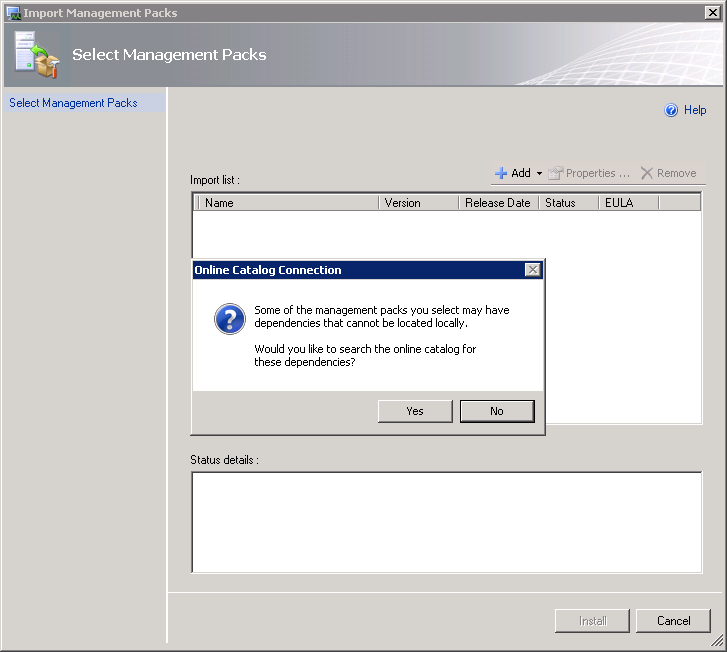 Import Management Packs
Select Management Packs
Select Management Packs
Help
Add Properties ... Remove
Import list :
Name Version Release Date Status EULA
Online Catalog Connection
Some of the management packs you select may have
dependencies that cannot be located locally.
Would you like to search the online catalog for
these dependencies?
Yes No
Status details :
Install Cancel